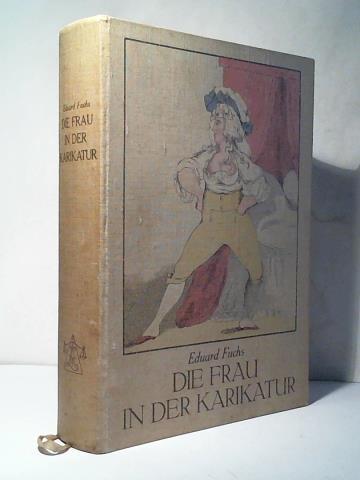 Eduard Fuchs
DIE FRAU
IN DER
KARIKATUR
Eduard Fuchs
DIE FRAU
IN DER KARIKATUR